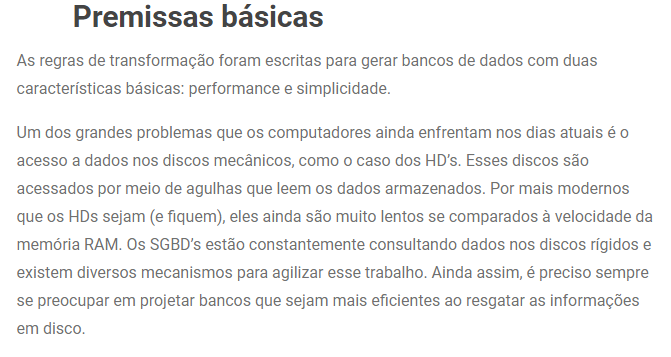 Premissas básicas
As regras de transformação foram escritas para gerar bancos de dados com duas
características básicas: performance e simplicidade.
Um dos grandes problemas que os computadores ainda enfrentam nos dias atuais é o
acesso a dados nos discos mecânicos, como o caso dos HD’s. Esses discos são
acessados por meio de agulhas que leem os dados armazenados. Por mais modernos
que os HDs sejam (e fiquem), eles ainda são muito lentos se comparados à velocidade da
memória RAM. Os SGBD’s estão constantemente consultando dados nos discos rígidos e
existem diversos mecanismos para agilizar esse trabalho. Ainda assim, é preciso sempre
se preocupar em projetar bancos que sejam mais eficientes ao resgatar as informações
em disco.